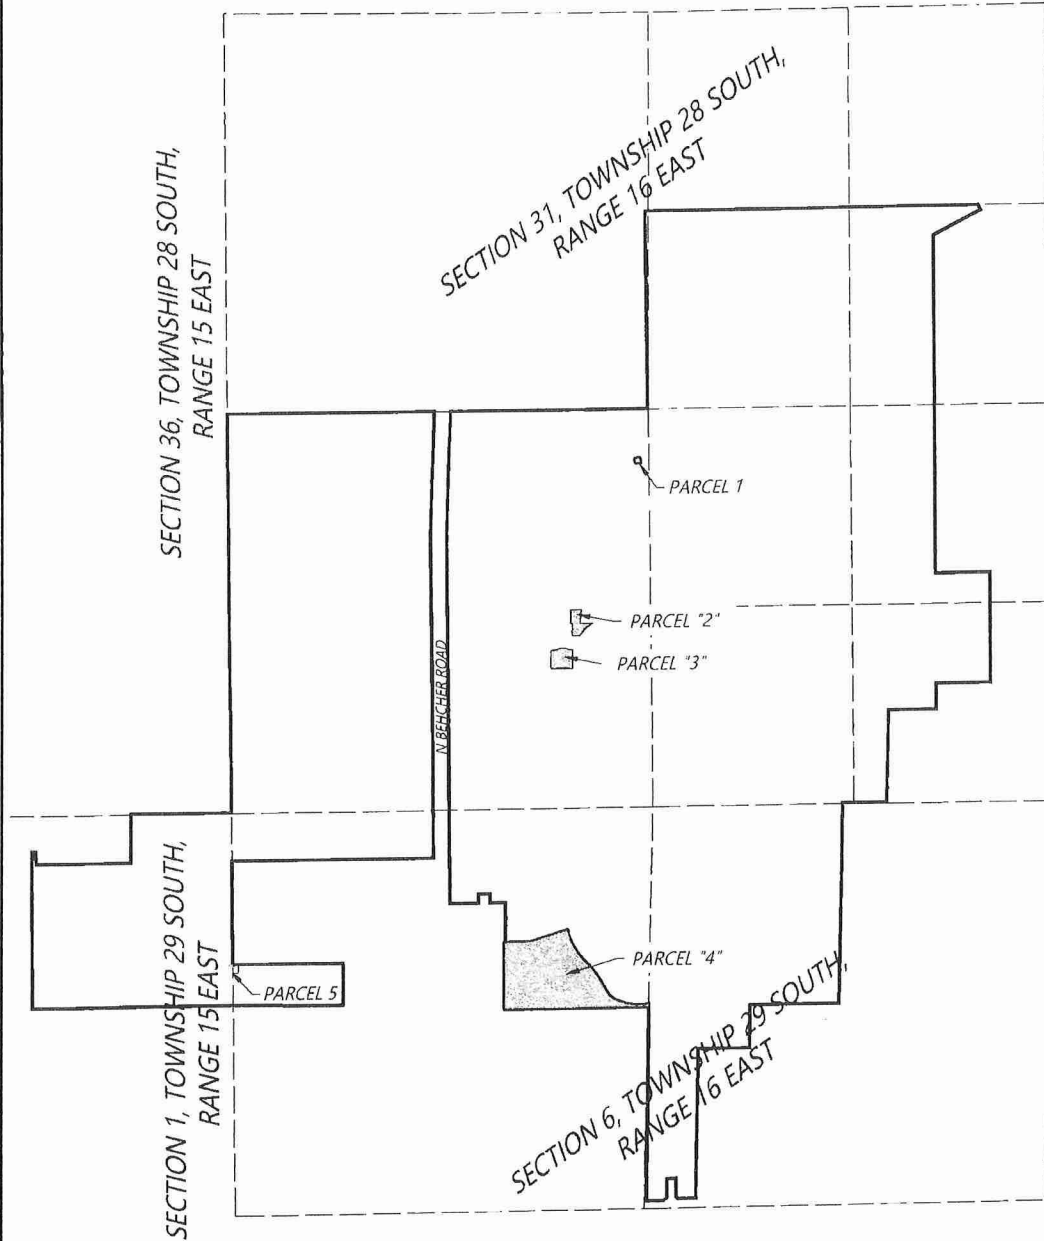 SECTION 31, TOWNSHIP 28 SOUTH,
RANGE 16 EAST
SECTION 36, TOWNSHIP 28 SOUTH,
RANGE 15 EAST
PARCEL 1
PARCEL "2"
PARCEL "3"
N BEHCHER ROAD
SECTION 1, TOWNSHIP 29 SOUTH,
RANGE 15 EAST
PARCEL "4"
PARCEL 5
SECTION 6, TOWNSHIP 29 SOUTH,
RANGE 16 EAST